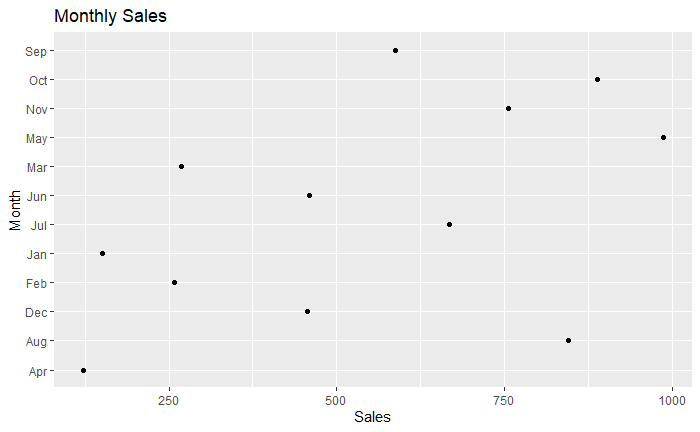 Monthly Sales
Sep
Oct
Nov
May
Mar
Jun
Jul
Jan
Feb
Dec
Aug
Apr
Month
250 500 750 1000
Sales